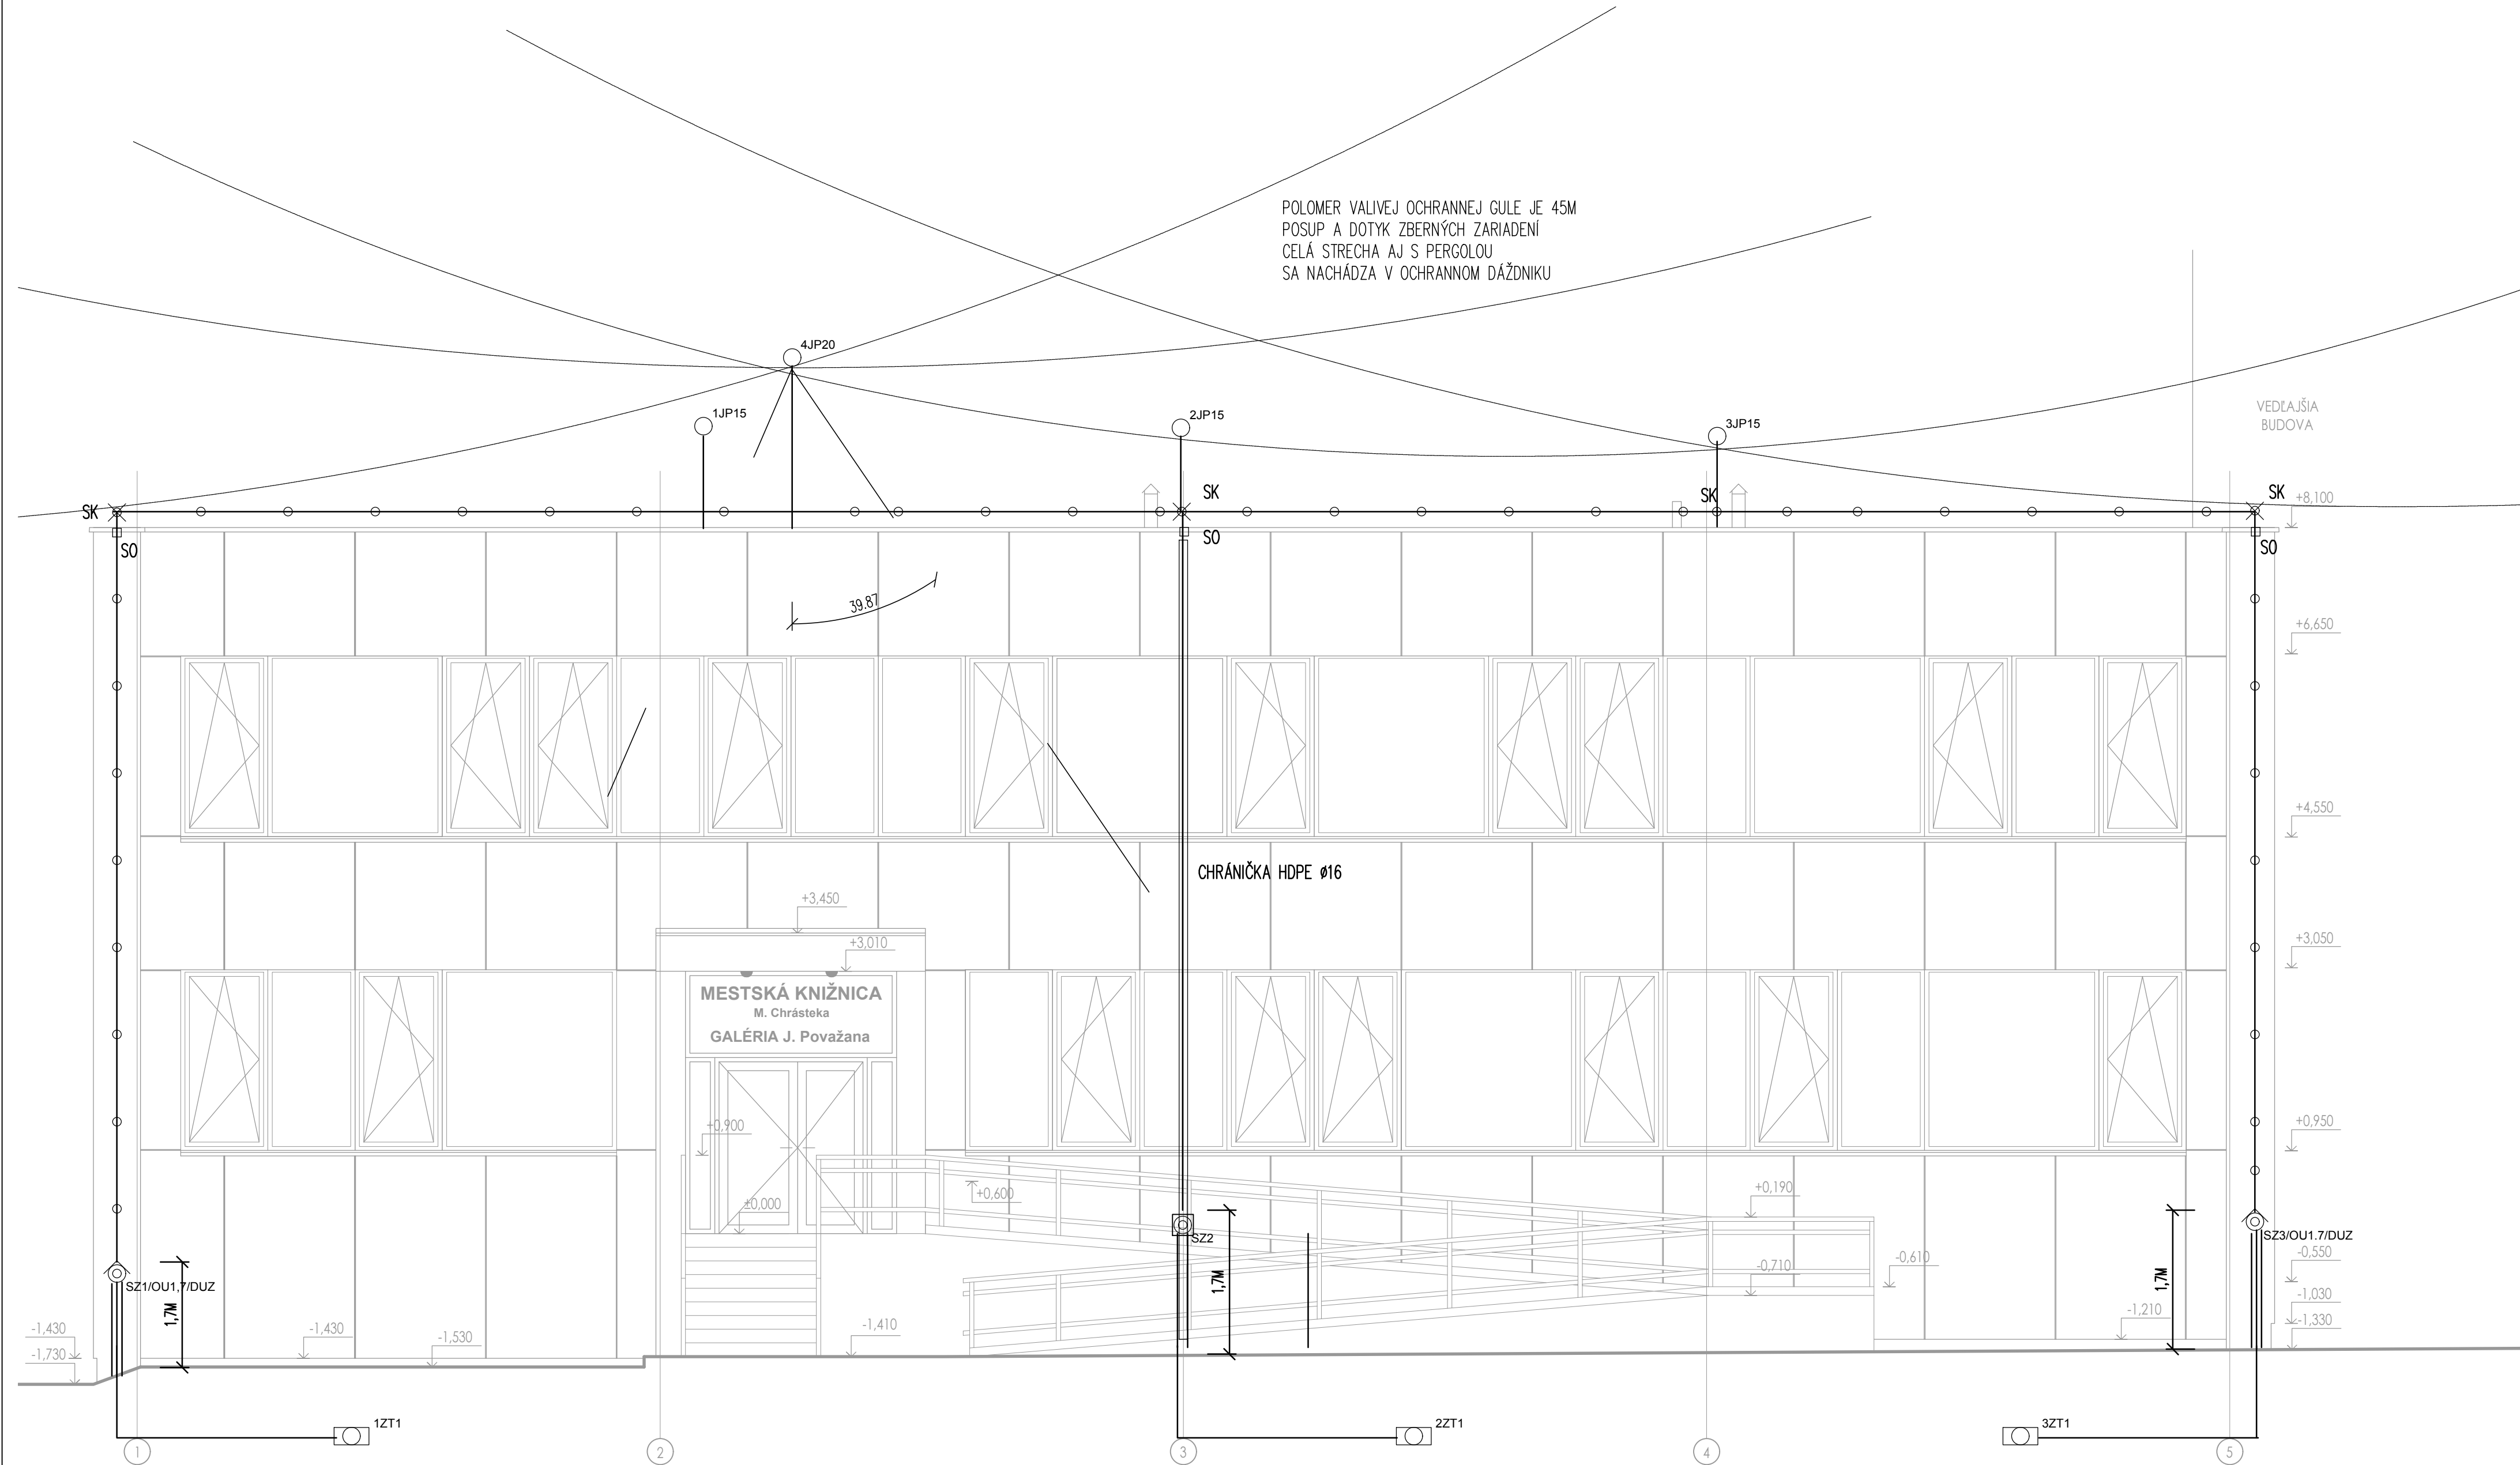 POLOMER VALIVEJ OCHRANNEJ GULE JE 45M
POSUP A DOTYK ZBERNÝCH ZARIADENÍ
CELÁ STRECHA AJ S PERGOLOU
SA NACHÁDZA V OCHRANNOM DÁŽDNIKU
4JP20
1JP15
2JP15
3JP15
VEDĽAJŠIA
BUDOVA
SK
SK
SK
SK
+8,100
SO
SO
SO
39.87
+6,650
+4,550
CHRÁNIČKA HDPE ø16
+3,450
+3,010
+3,050
MESTSKÁ KNIŽNICA
M. Chrásteka
GALÉRIA J. Považana
+0,900
+0,950
±0,000
+0,600
+0,190
SZ2
SZ3/OU1.7/DUZ
-0,550
-0,610
-0,710
SZ1/OU1,7/DUZ
1,7M
1,7M
1,7M
-1,030
-1,210
-1,330
-1,430
-1,430
-1,530
-1,410
-1,730
1ZT1
2ZT1
3ZT1
1
2
3
4
5